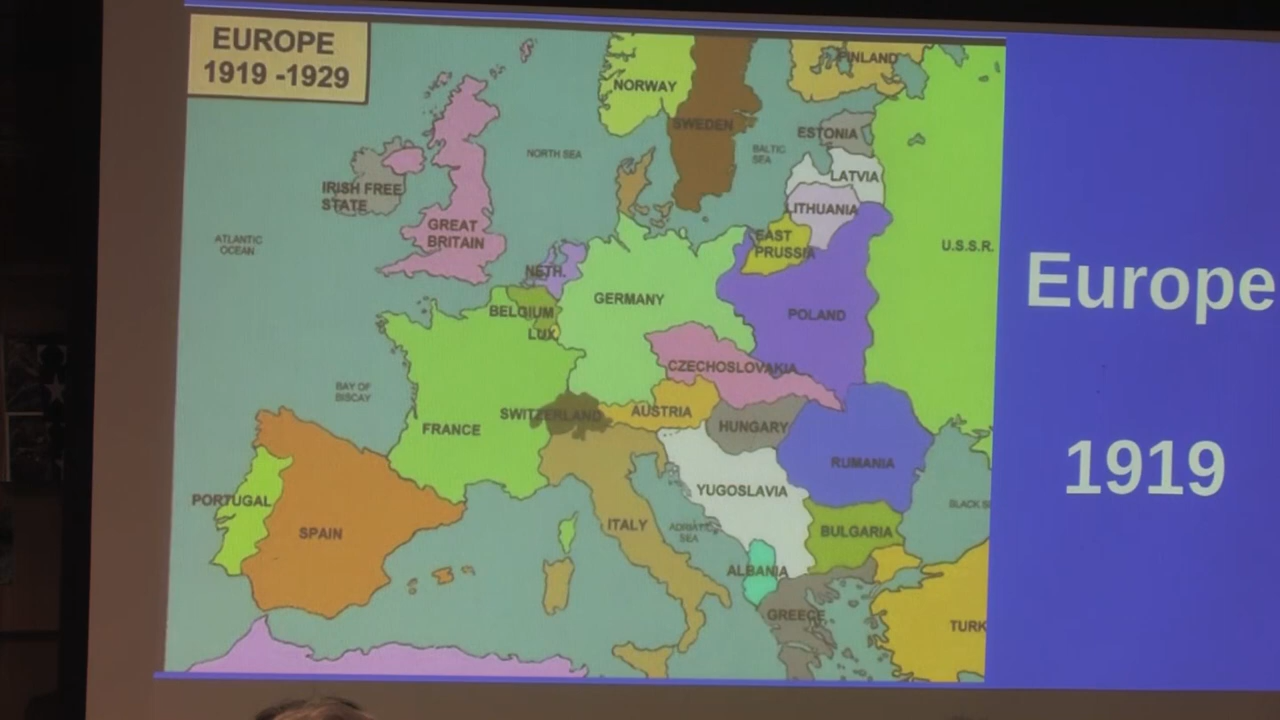 EUROPE
1919 -1929
NORWAY
SWEDEN
FINLAND
ESTONIA
BALTIC
SEA
NORTH SEA
LATVIA
IRISH FREE
STATE
LITHUANIA
GREAT
BRITAIN
EAST
PRUSSIA
ATLANTIC
OCEAN
U.S.S.R.
NETH.
GERMANY
BELGIUM
POLAND
LUX.
CZECHOSLOVAKIA
BAY OF
BISCAY
SWITZERLAND
AUSTRIA
FRANCE
HUNGARY
RUMANIA
PORTUGAL
SPAIN
YUGOSLAVIA
BLACK S
ITALY
ADRIATIC
SEA
BULGARIA
ALBANIA
GREECE
TURK
Europe
1919